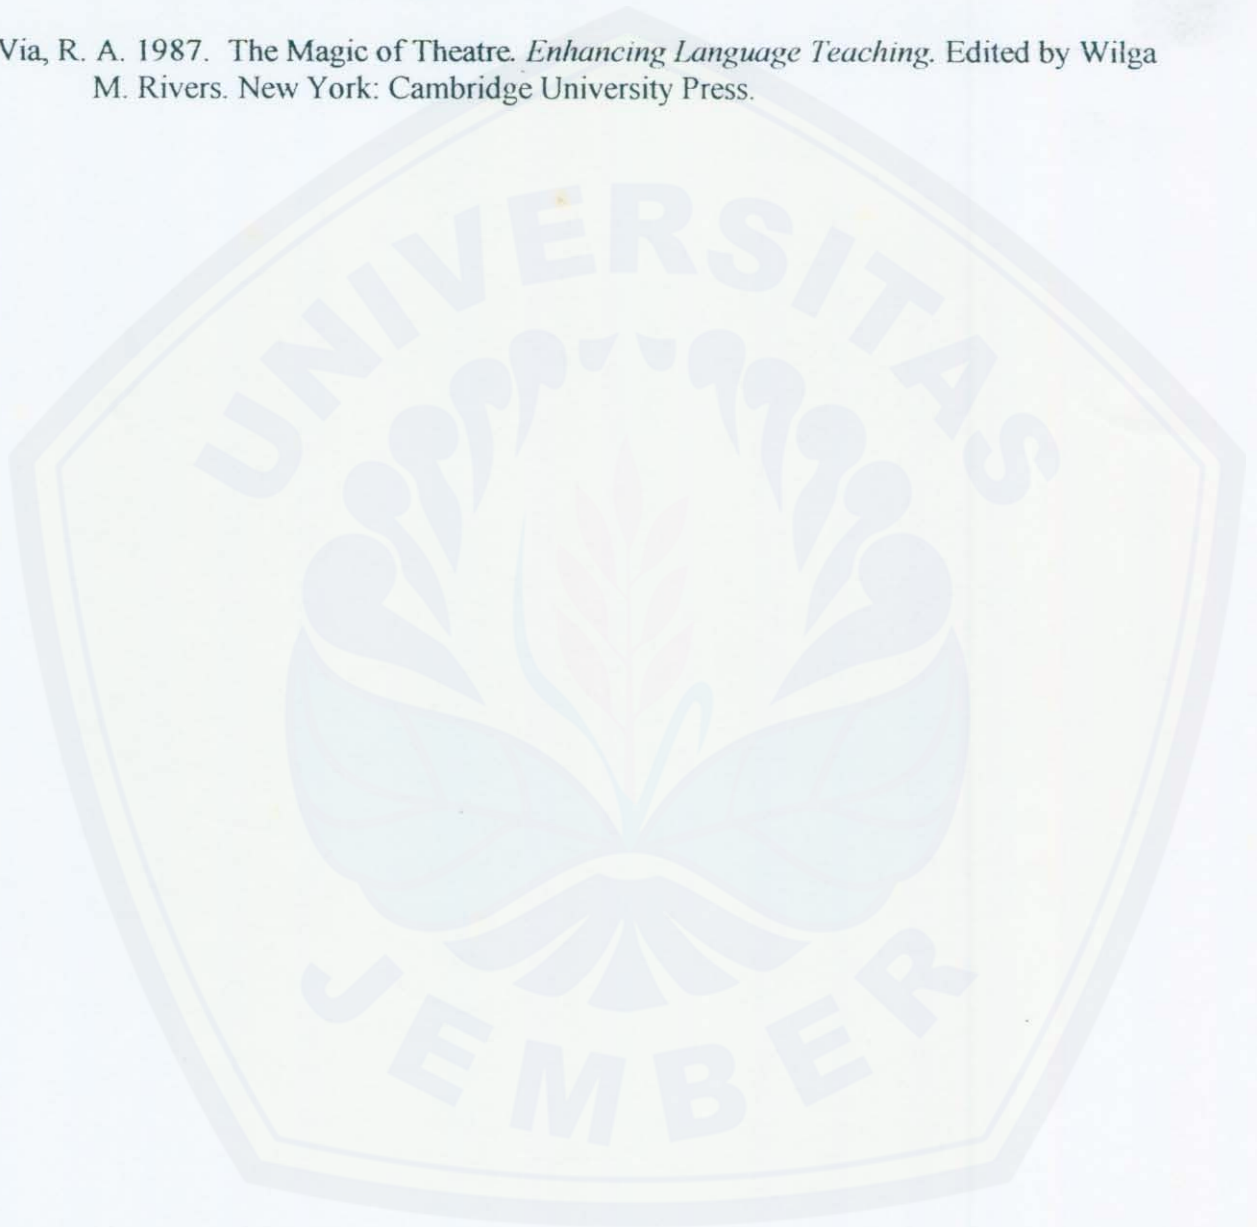 Via, R. A. 1987. The Magic of Theatre. Enhancing Language Teaching. Edited by Wilga
M. Rivers. New York: Cambridge University Press.
UNIVERSITAS
JEMBER